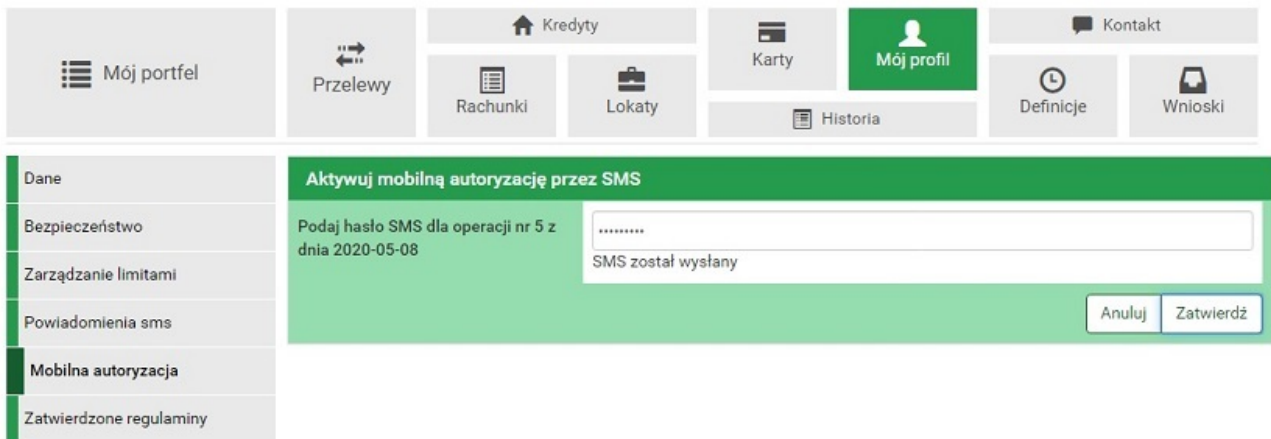 Mój portfel
Przelewy
Kredyty
Rachunki
Lokaty
Karty
Mój profil
Historia
Kontakt
Definicje
Wnioski
Dane
Bezpieczeństwo
Zarządzanie limitami
Powiadomienia sms
Mobilna autoryzacja
Zatwierdzone regulaminy
Aktywuj mobilną autoryzację przez SMS
Podaj hasło SMS dla operacji nr 5 z
dnia 2020-05-08
•••••••••
SMS został wysłany
Anuluj
Zatwierdź